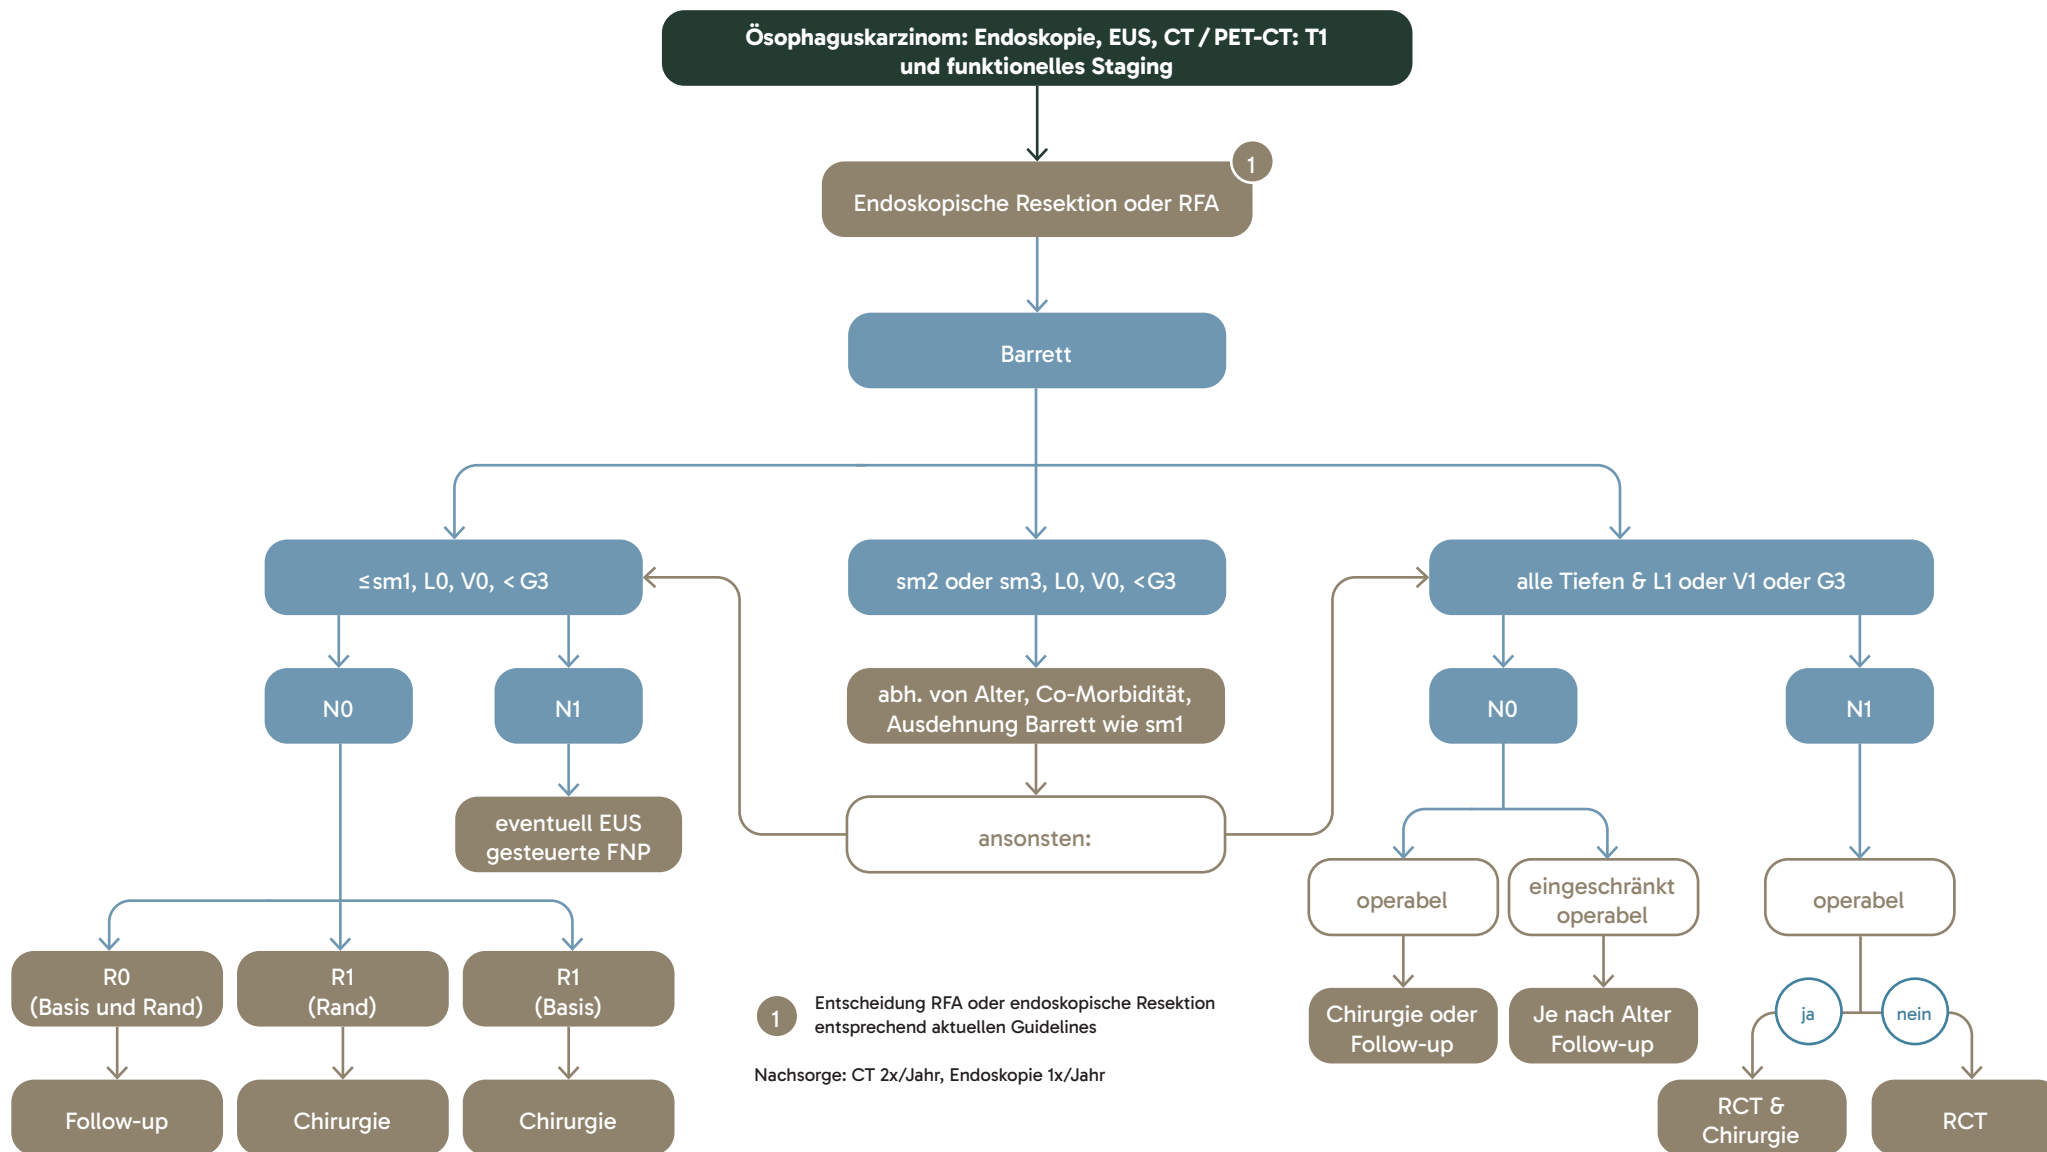 Ösophaguskarzinom: Endoskopie, EUS, CT / PET-CT: T1
und funktionelles Staging
1
Endoskopische Resektion oder RFA
Barrett
≤sm1, L0, V0, < G3
sm2 oder sm3, L0, V0, <G3
alle Tiefen & L1 oder V1 oder G3
N0
N1
abh. von Alter, Co-Morbidität,
Ausdehnung Barrett wie sm1
N0
N1
eventuell EUS
gesteuerte FNP
ansonsten:
operabel
eingeschränkt
operabel
operabel
R0
(Basis und Rand)
R1
(Rand)
R1
(Basis)
1
Entscheidung RFA oder endoskopische Resektion
entsprechend aktuellen Guidelines
Chirurgie oder
Follow-up
Je nach Alter
Follow-up
ja
nein
Nachsorge: CT 2x/Jahr, Endoskopie 1x/Jahr
Follow-up
Chirurgie
Chirurgie
RCT &
Chirurgie
RCT